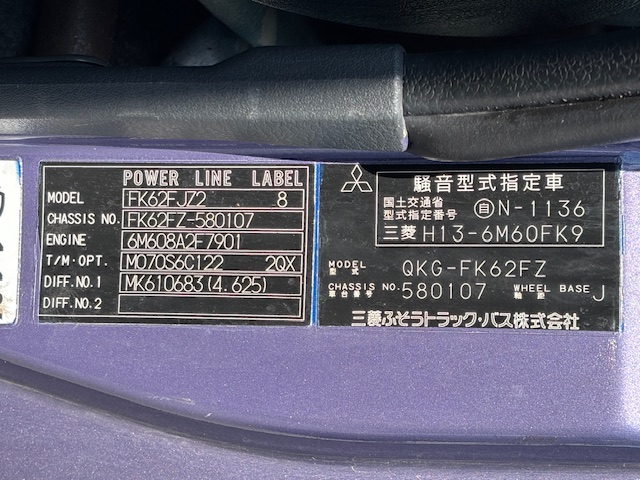 POWER LINE LABEL
MODEL FK62FJZ2 8
CHASSIS NO. FK62FZ-580107
ENGINE 6M608A2F7901
T/M・OPT. M070S6C122 2QX
DIFF.NO.1 MK610683(4.625)
DIFF.NO.2
騒音型式指定車
国土交通省
型式指定番号 自N-1136
三菱 H13-6M60FK9
MODEL
型式 QKG-FK62FZ
CHASSIS NO.
車台番号 580107 WHEEL BASE
軸距 J
三菱ふそうトラック・バス株式会社